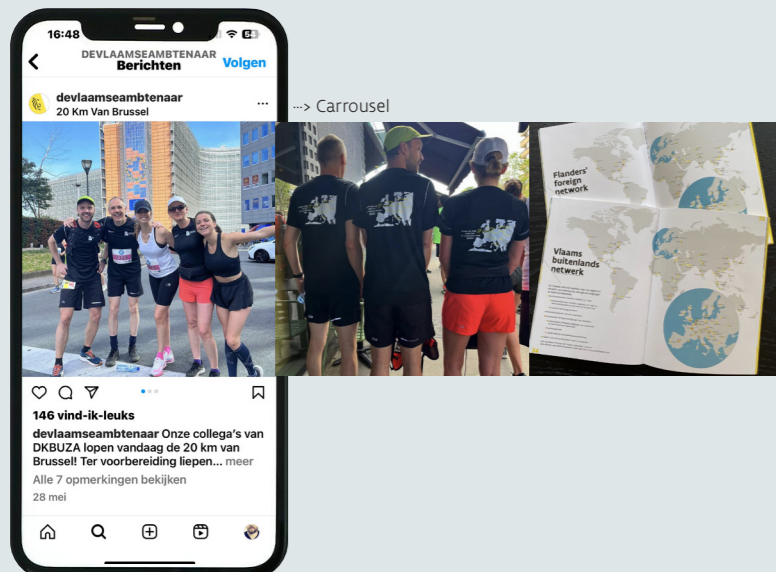 16:48
54
DEVLAAMSEAMBTENAAR
Berichten
Volgen
devlaamseambtenaar
20 Km Van Brussel
...
···> Carrousel
Flanders'
foreign
network
Vlaams
buitenlands
netwerk
146 vind-ik-leuks
devlaamseambtenaar Onze collega's van
DKBUZA lopen vandaag de 20 km van
Brussel! Ter voorbereiding liepen... meer
Alle 7 opmerkingen bekijken
28 mei